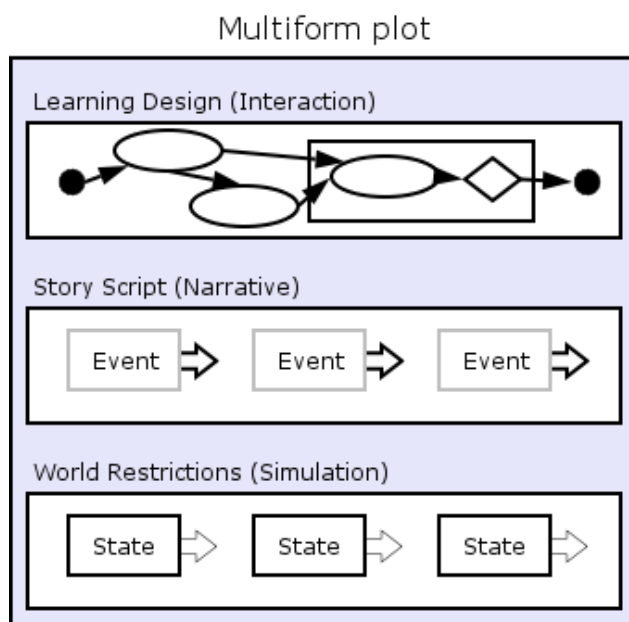 Multiform plot
Learning Design (Interaction)
Story Script (Narrative)
Event Event Event
World Restrictions (Simulation)
State State State